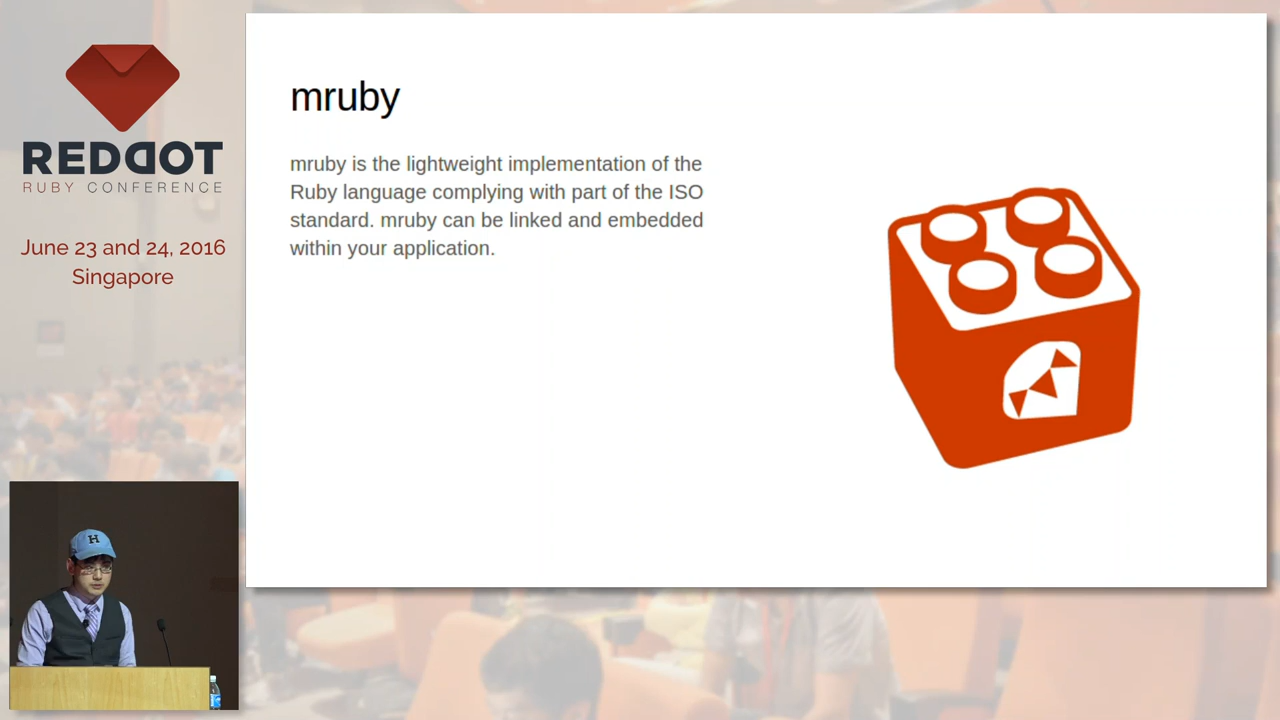 REDDOT
RUBY CONFERENCE
June 23 and 24, 2016
Singapore
mruby
mruby is the lightweight implementation of the
Ruby language complying with part of the ISO
standard. mruby can be linked and embedded
within your application.
H